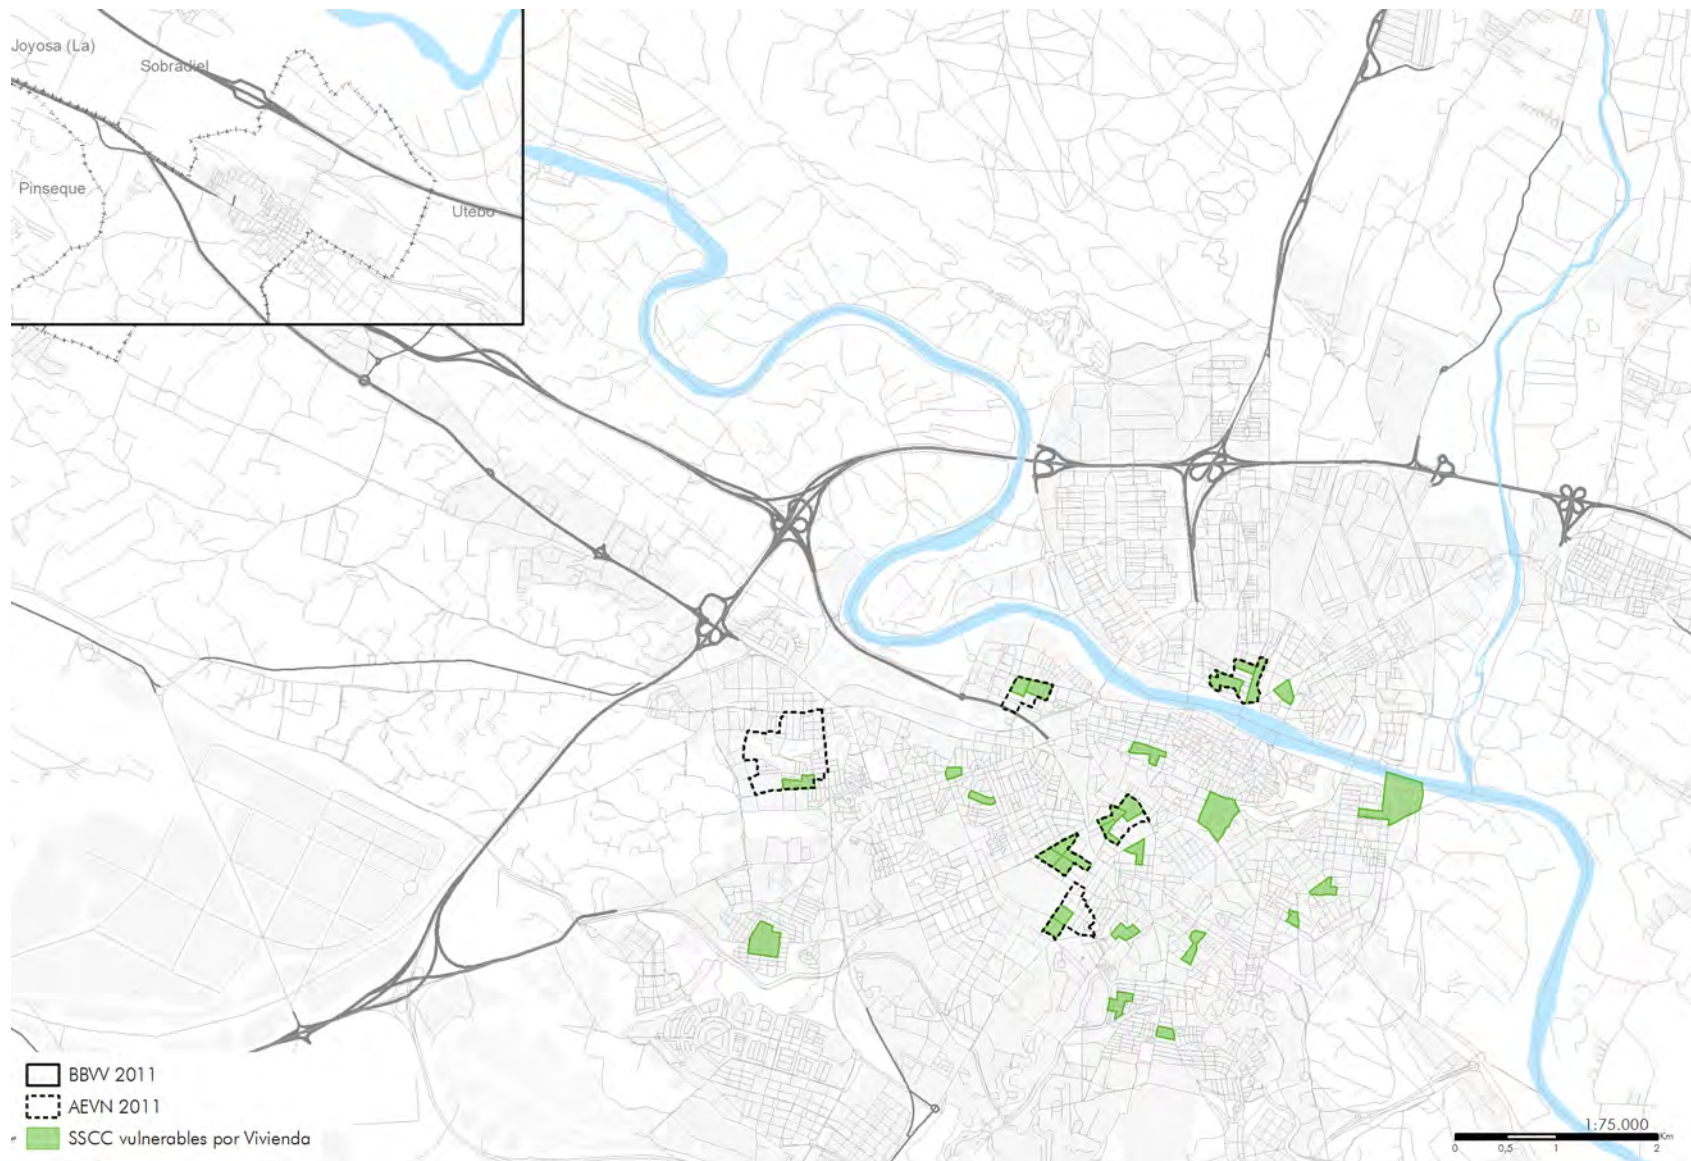 Joyosa (La)
Sobradiel
Pinseque
Utebo
BBVV 2011
AEVN 2011
SSCC vulnerables por Vivienda
1:75.000
Km
0 0,5 1 2